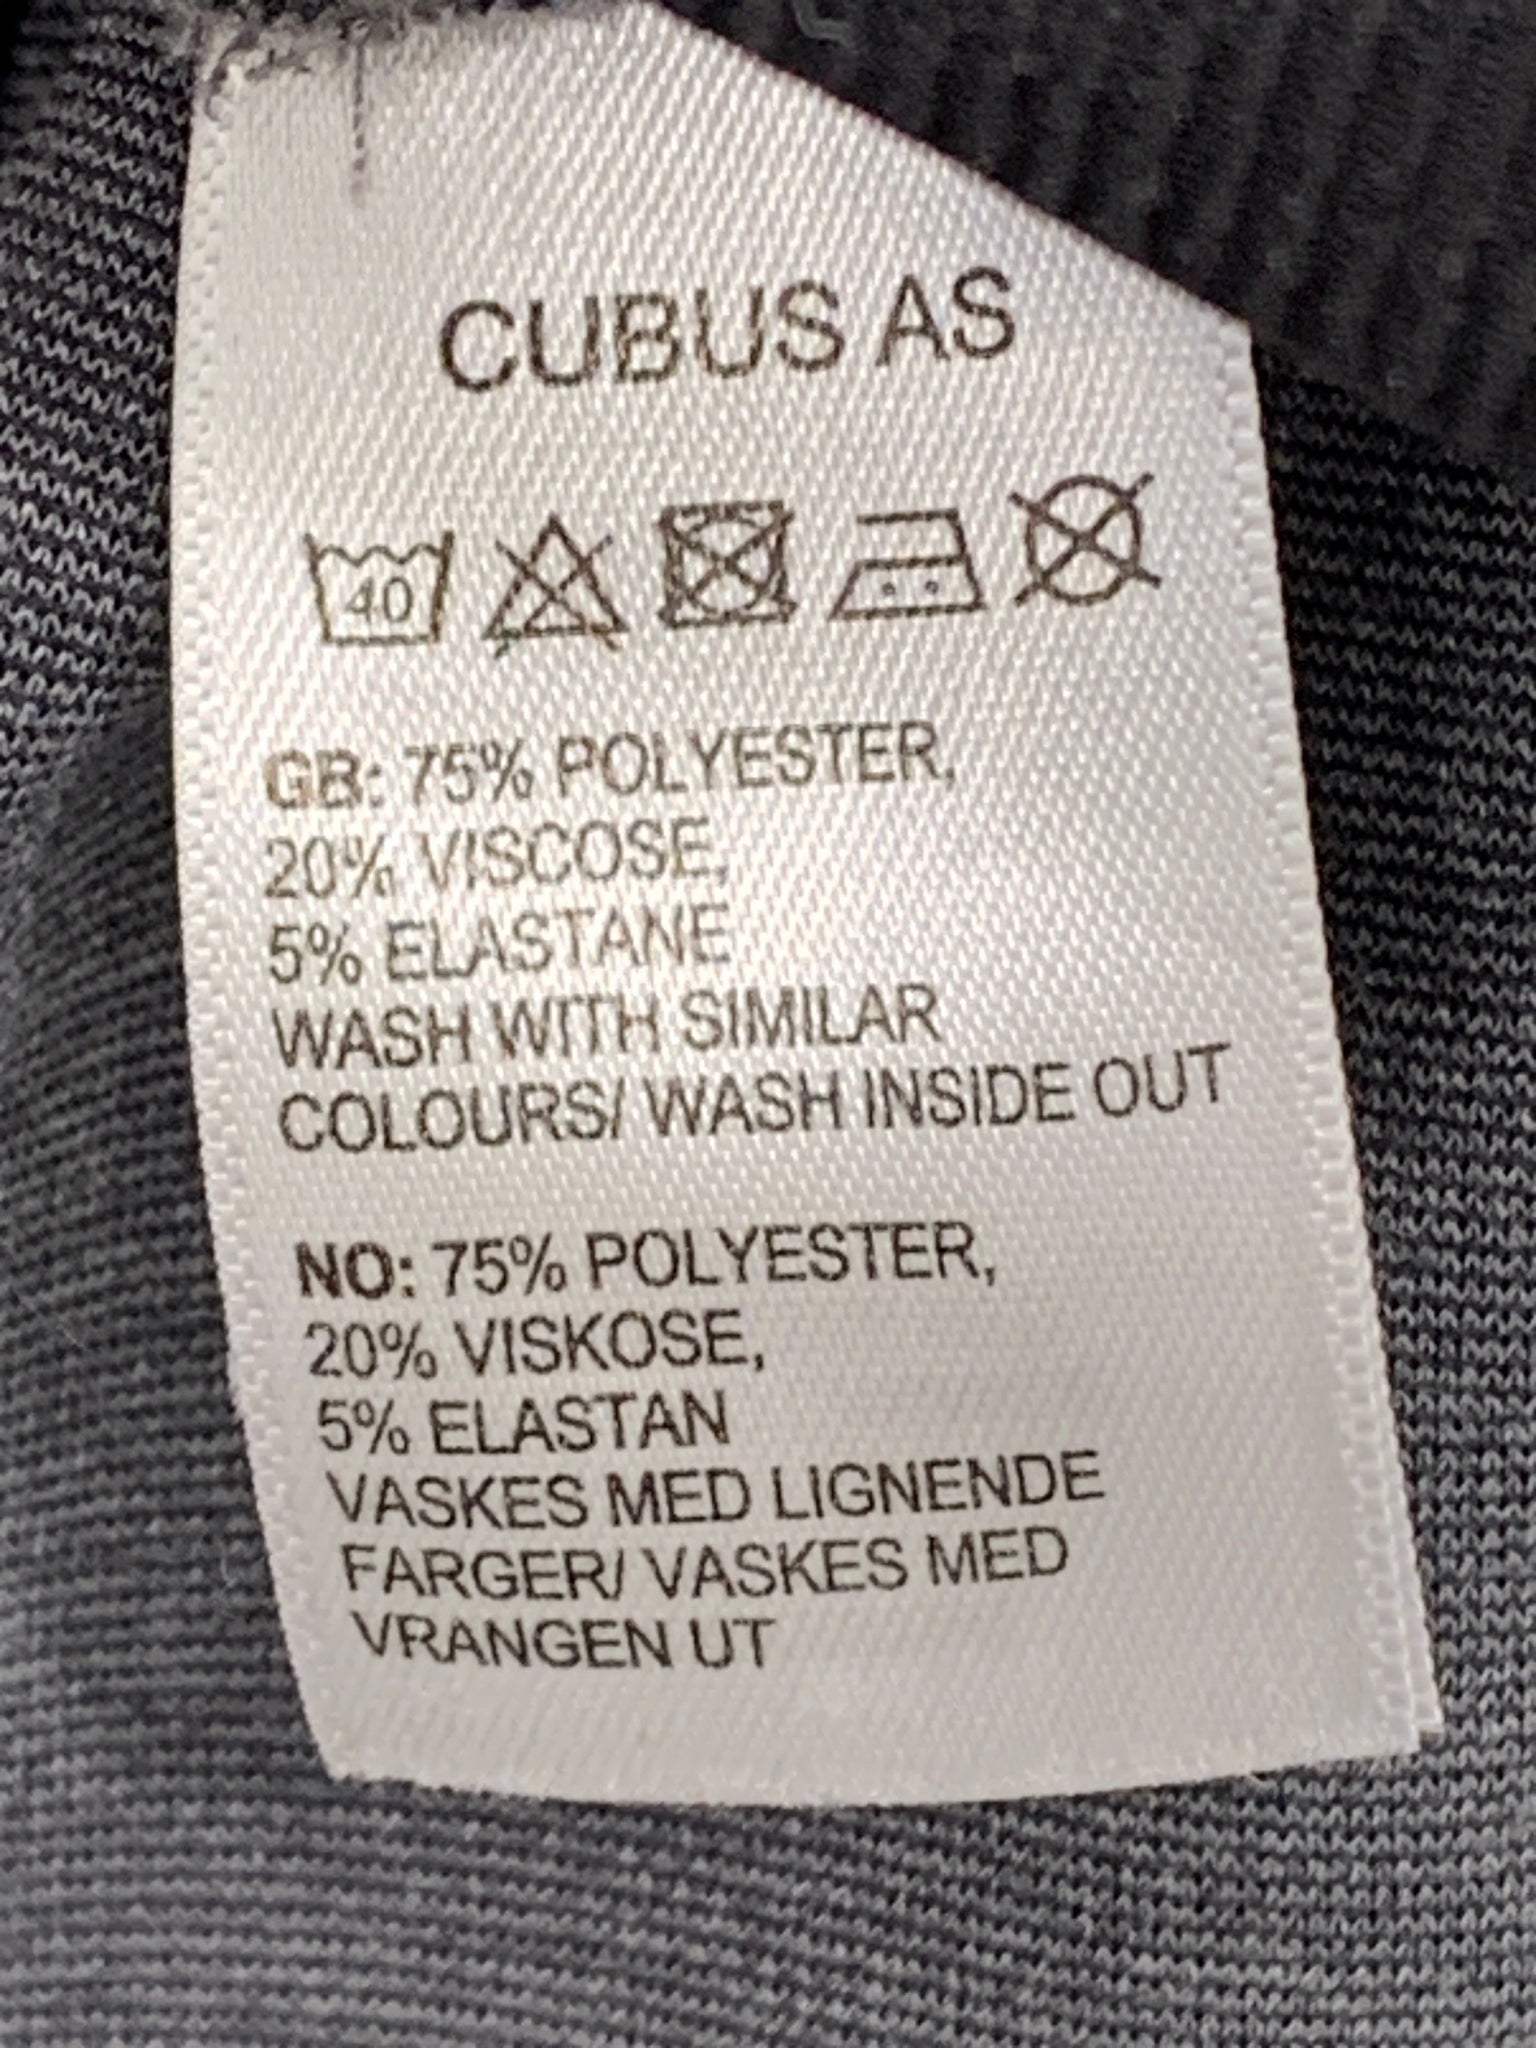 CUBUS AS
40
GB: 75% POLYESTER,
20% VISCOSE,
5% ELASTANE
WASH WITH SIMILAR
COLOURS/ WASH INSIDE OUT
NO: 75% POLYESTER,
20% VISKOSE,
5% ELASTAN
VASKES MED LIGNENDE
FARGER/ VASKES MED
VRANGEN UT